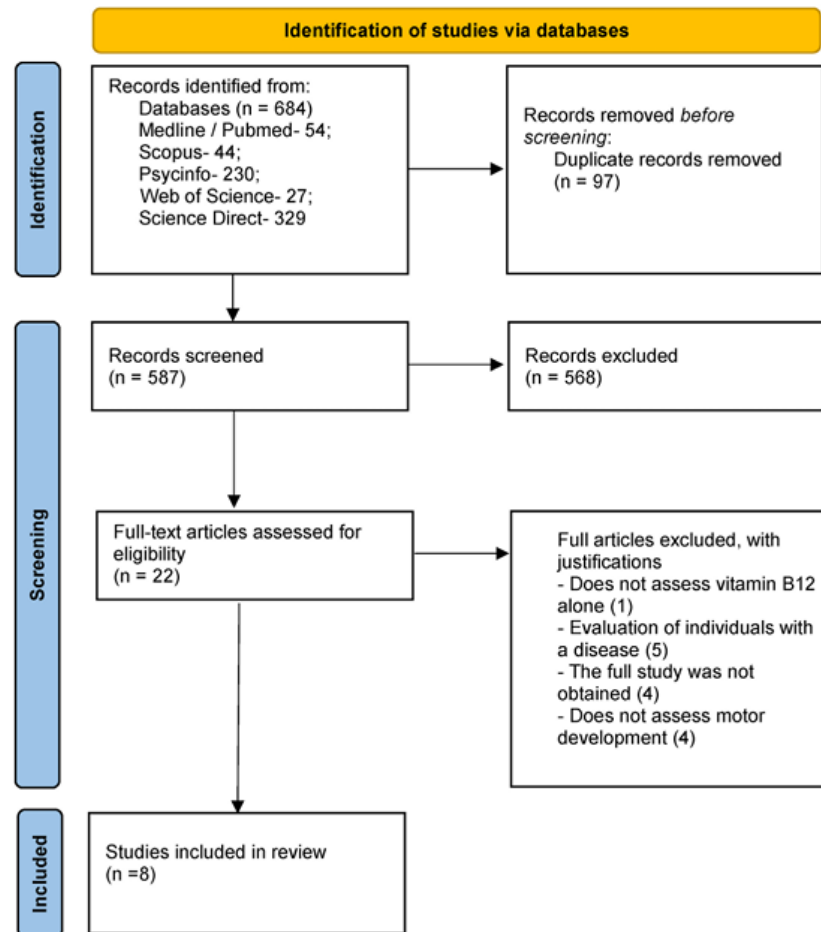 Identification of studies via databases
Identification
Records identified from:
Databases (n = 684)
Medline / Pubmed- 54;
Scopus- 44;
Psycinfo- 230;
Web of Science- 27;
Science Direct- 329
Records removed before
screening:
Duplicate records removed
(n = 97)
Screening
Records screened
(n = 587)
Records excluded
(n = 568)
Full-text articles assessed for
eligibility
(n = 22)
Full articles excluded, with
justifications
- Does not assess vitamin B12
alone (1)
- Evaluation of individuals with
a disease (5)
- The full study was not
obtained (4)
- Does not assess motor
development (4)
Included
Studies included in review
(n =8)